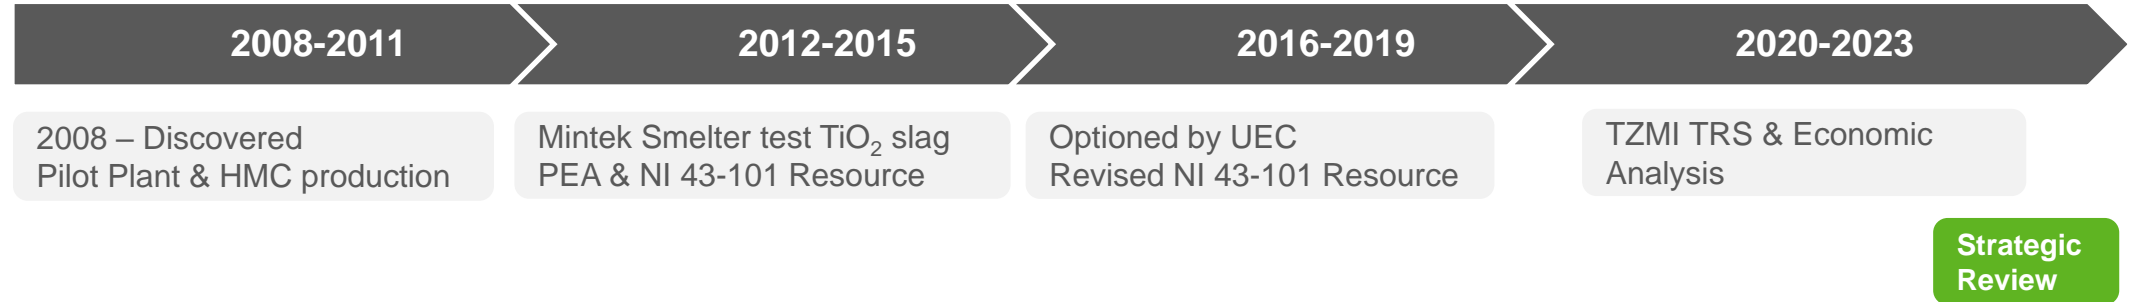 2008-2011
2012-2015
2016-2019
2020-2023
2008 – Discovered
Pilot Plant & HMC production
Mintek Smelter test TiO₂ slag
PEA & NI 43-101 Resource
Optioned by UEC
Revised NI 43-101 Resource
TZMI TRS & Economic
Analysis
Strategic
Review